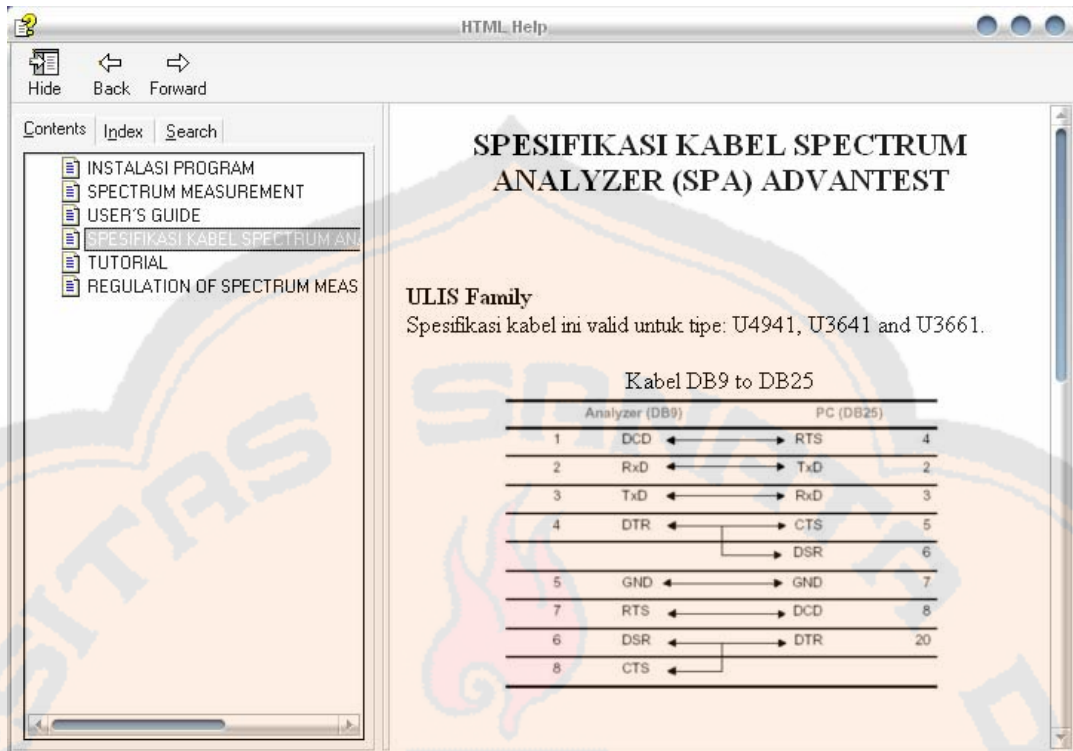 HTML Help
Hide Back Forward
Contents Index Search
INSTALASI PROGRAM
SPECTRUM MEASUREMENT
USER'S GUIDE
SPESIFIKASI KABEL SPECTRUM AN
TUTORIAL
REGULATION OF SPECTRUM MEAS
SPESIFIKASI KABEL SPECTRUM
ANALYZER (SPA) ADVANTEST
ULIS Family
Spesifikasi kabel ini valid untuk tipe: U4941, U3641 and U3661.
Kabel DB9 to DB25
Analyzer (DB9) PC (DB25)
1 DCD RTS 4
2 RxD TxD 2
3 TxD RxD 3
4 DTR CTS 5
DSR 6
5 GND GND 7
7 RTS DCD 8
6 DSR DTR 20
8 CTS
SITAS SANATA D